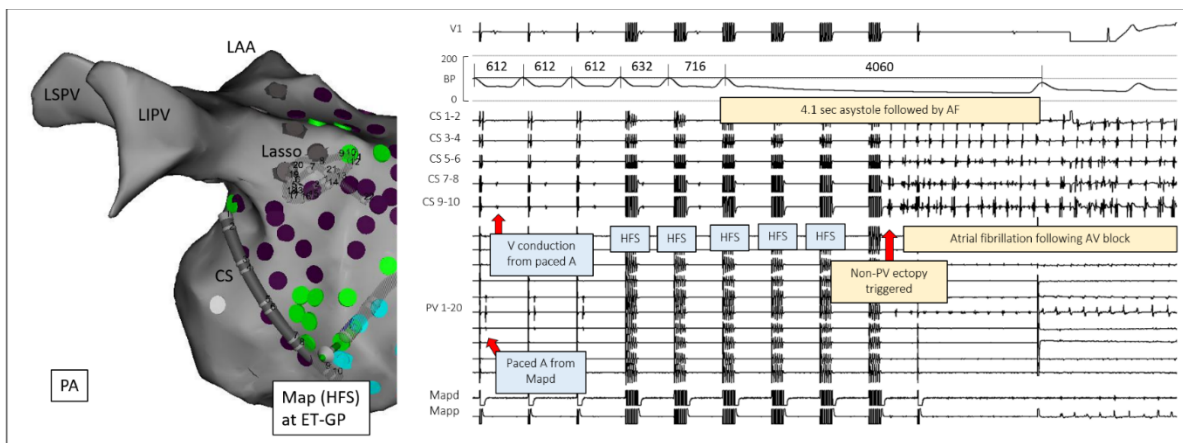 LAA
LSPV
LIPV
Lasso
CS
PA
Map (HFS)
at ET-GP
V1
200
BP
0
612
612
612
632
716
4060
4.1 sec asystole followed by AF
CS 1-2
CS 3-4
CS 5-6
CS 7-8
CS 9-10
HFS
HFS
HFS
HFS
HFS
V conduction
from paced A
Atrial fibrillation following AV block
Non-PV ectopy
triggered
PV 1-20
Paced A from
Mapd
Mapd
Mapp